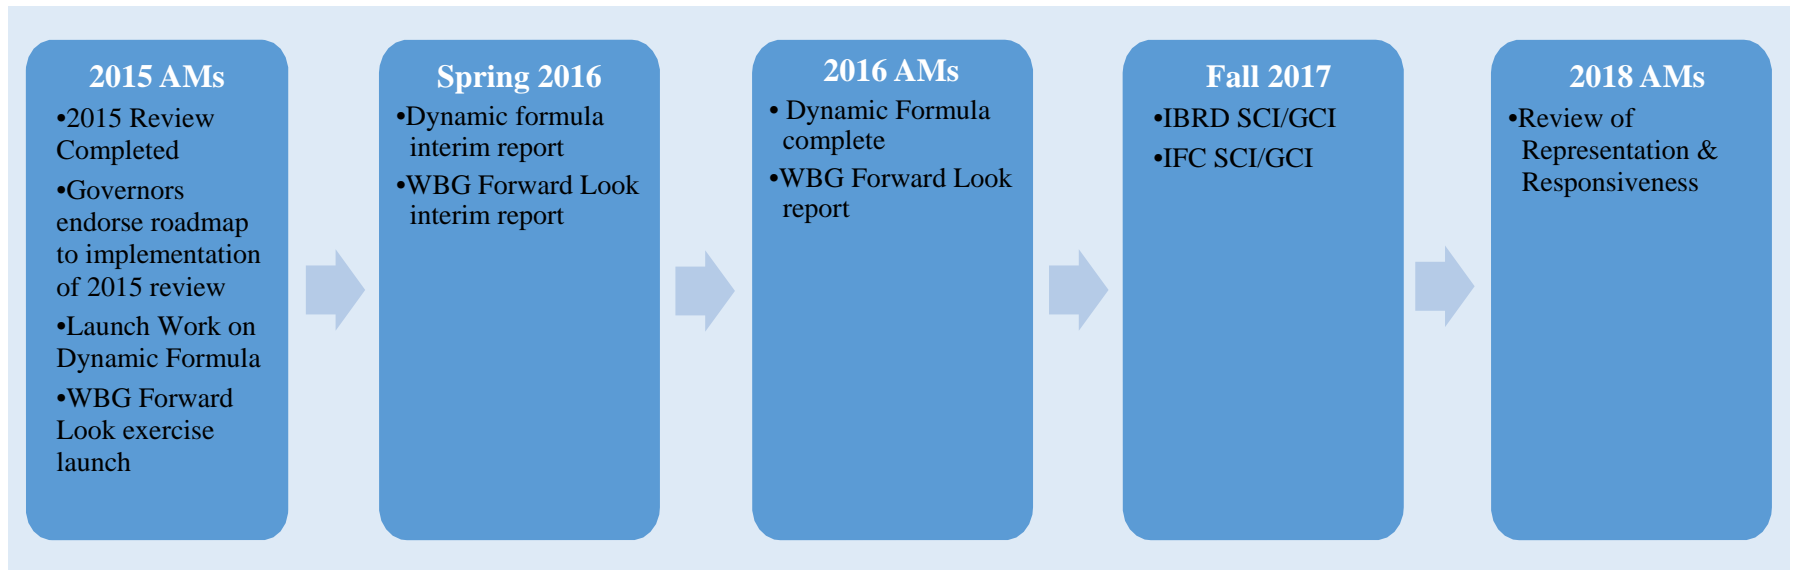 2015 AMs
•2015 Review
Completed
•Governors
endorse roadmap
to implementation
of 2015 review
•Launch Work on
Dynamic Formula
•WBG Forward
Look exercise
launch
Spring 2016
•Dynamic formula
interim report
•WBG Forward Look
interim report
2016 AMs
• Dynamic Formula
complete
•WBG Forward Look
report
Fall 2017
•IBRD SCI/GCI
•IFC SCI/GCI
2018 AMs
•Review of
Representation &
Responsiveness